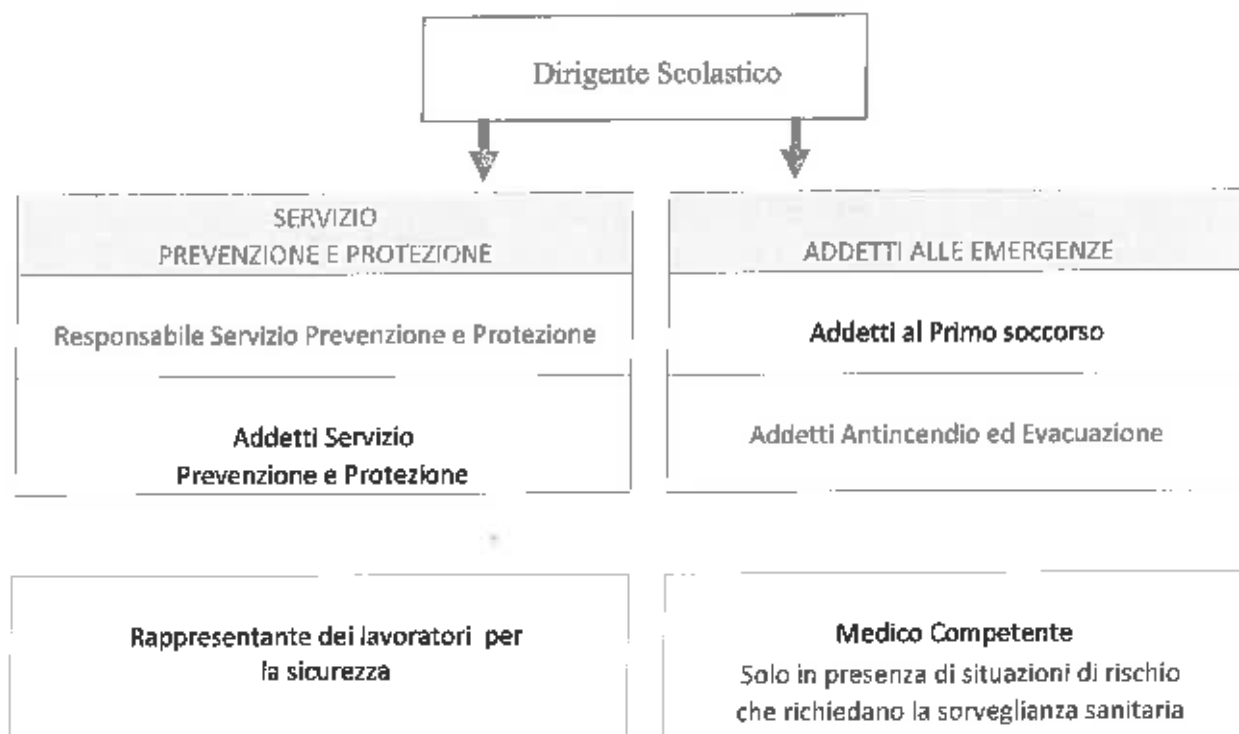 Dirigente Scolastico
SERVIZIO
PREVENZIONE E PROTEZIONE
Responsabile Servizio Prevenzione e Protezione
Addetti Servizio
Prevenzione e Protezione
ADDETTI ALLE EMERGENZE
Addetti al Primo soccorso
Addetti Antincendio ed Evacuazione
Rappresentante dei lavoratori per
la sicurezza
Medico Competente
Solo in presenza di situazioni di rischio
che richiedano la sorveglianza sanitaria